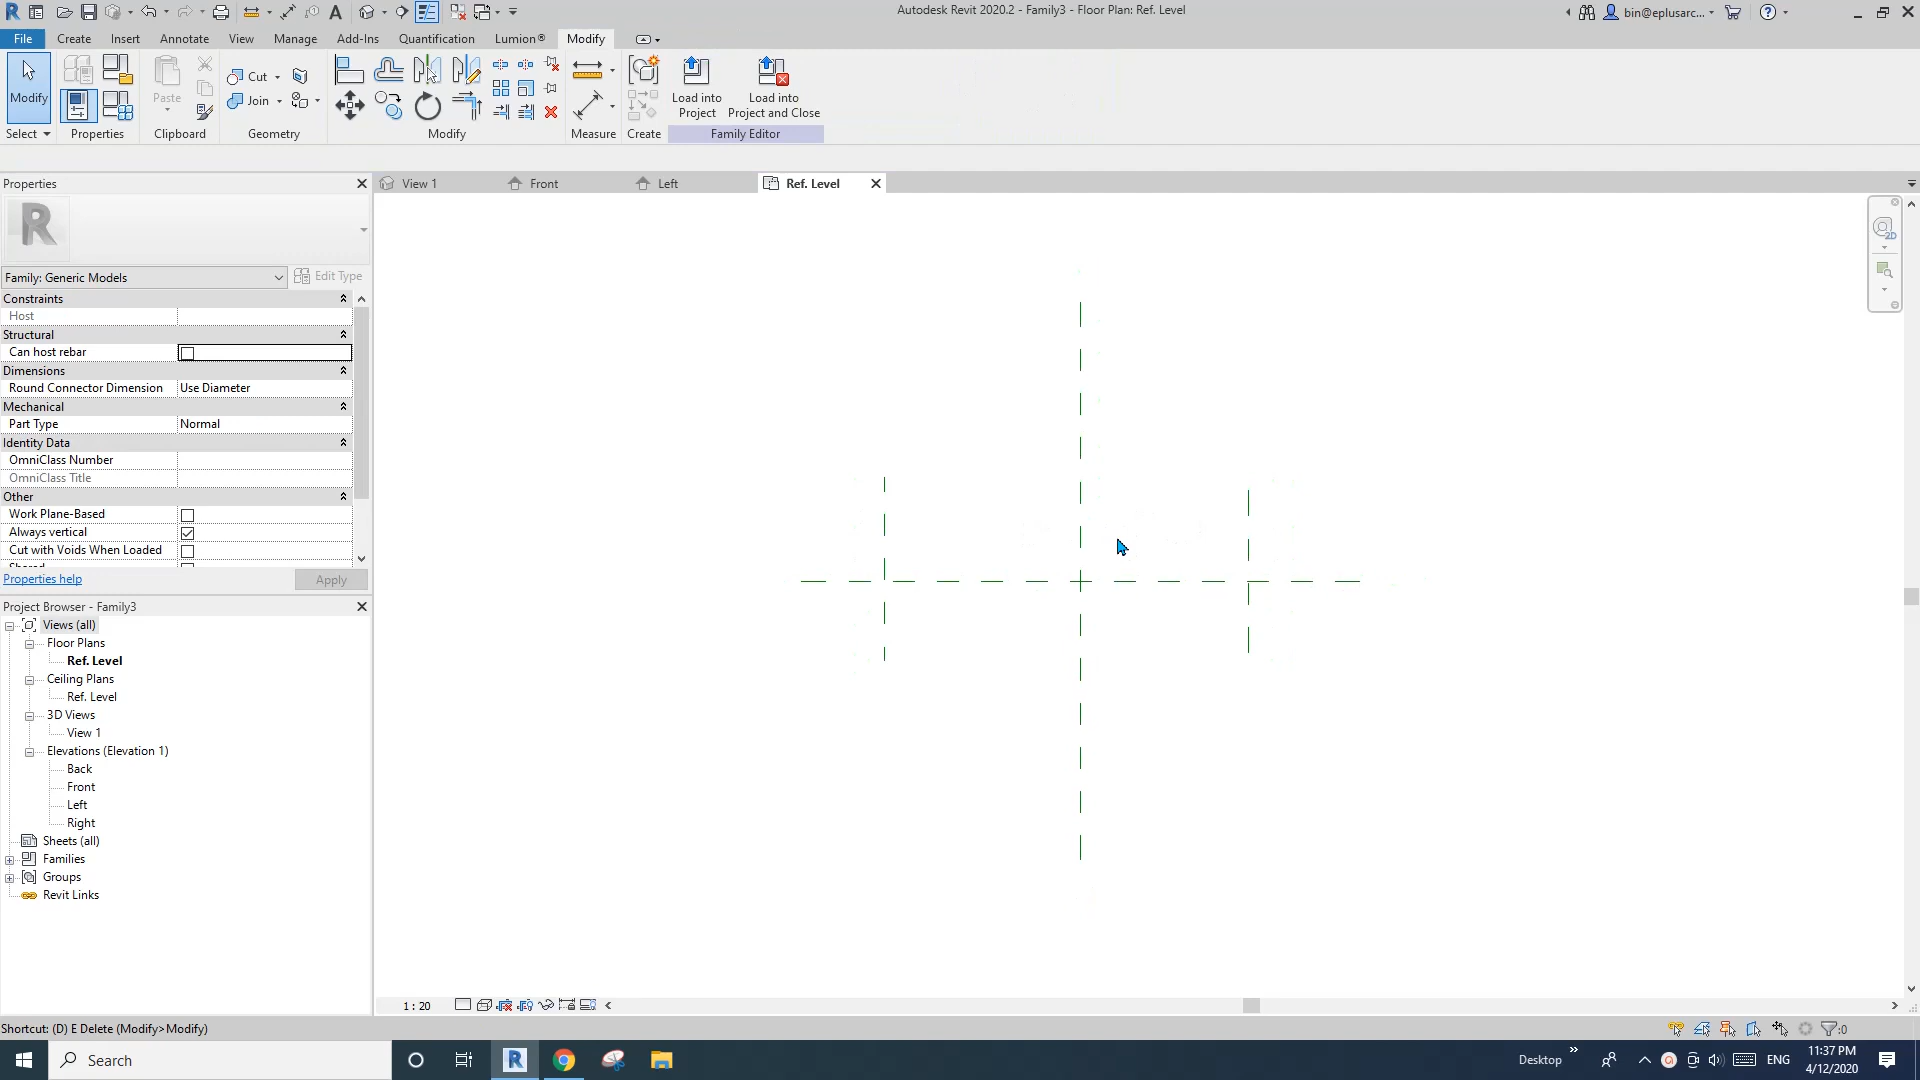 Autodesk Revit 2020.2 - Family3 - Floor Plan: Ref. Level
bin@eplusarc...
File Create Insert Annotate View Manage Add-Ins Quantification Lumion® Modify
Modify
Paste
Cut
Join
Load into Project
Load into Project and Close
Select Properties Clipboard Geometry Modify Measure Create Family Editor
Properties
View 1 Front Left Ref. Level
Family: Generic Models
Edit Type
Constraints
Host
Structural
Can host rebar
Dimensions
Round Connector Dimension Use Diameter
Mechanical
Part Type Normal
Identity Data
OmniClass Number
OmniClass Title
Other
Work Plane-Based
Always vertical
Cut with Voids When Loaded
Shared
Properties help
Apply
Project Browser - Family3
Views (all)
Floor Plans
Ref. Level
Ceiling Plans
Ref. Level
3D Views
View 1
Elevations (Elevation 1)
Back
Front
Left
Right
Sheets (all)
Families
Groups
Revit Links
2D
1 : 20
Shortcut: (D) E Delete (Modify>Modify)
:0
Search
Desktop
ENG
11:37 PM
4/12/2020